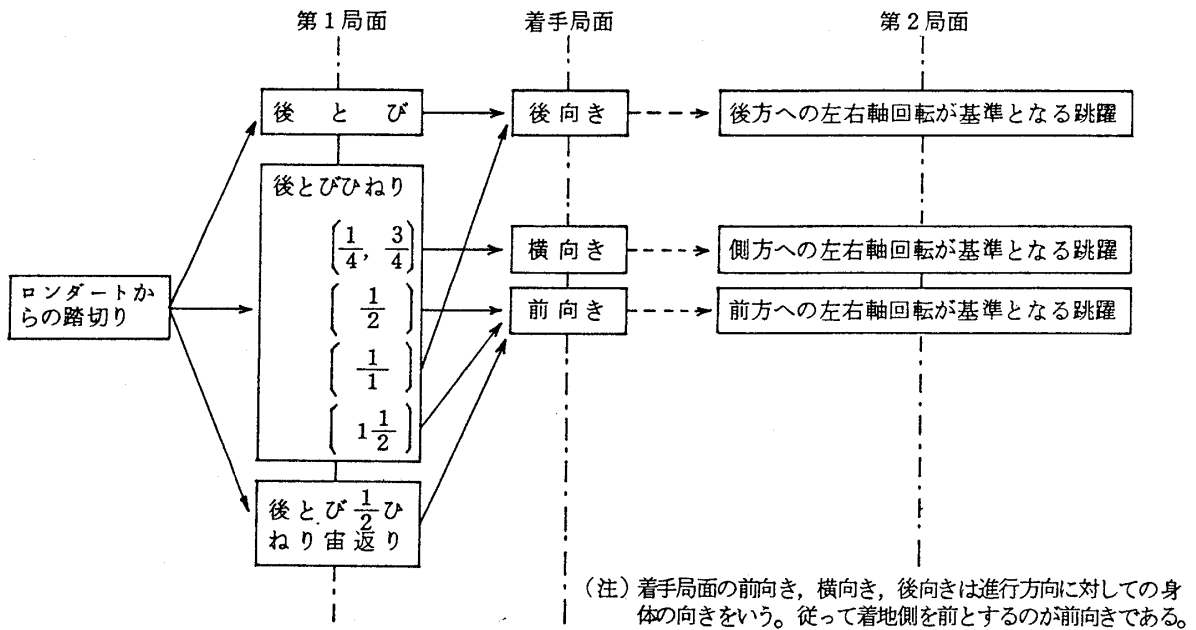 第1局面
着手局面
第2局面
後とび
後向き
後方への左右軸回転が基準となる跳躍
後とびひねり
(1/4, 3/4)
横向き
側方への左右軸回転が基準となる跳躍
ロンダートか
らの踏切り
(1/2)
前向き
前方への左右軸回転が基準となる跳躍
(1/1)
(1 1/2)
後とび1/2ひ
ねり宙返り
(注) 着手局面の前向き，横向き，後向きは進行方向に対しての身
体の向きをいう。従って着地側を前とするのが前向きである。